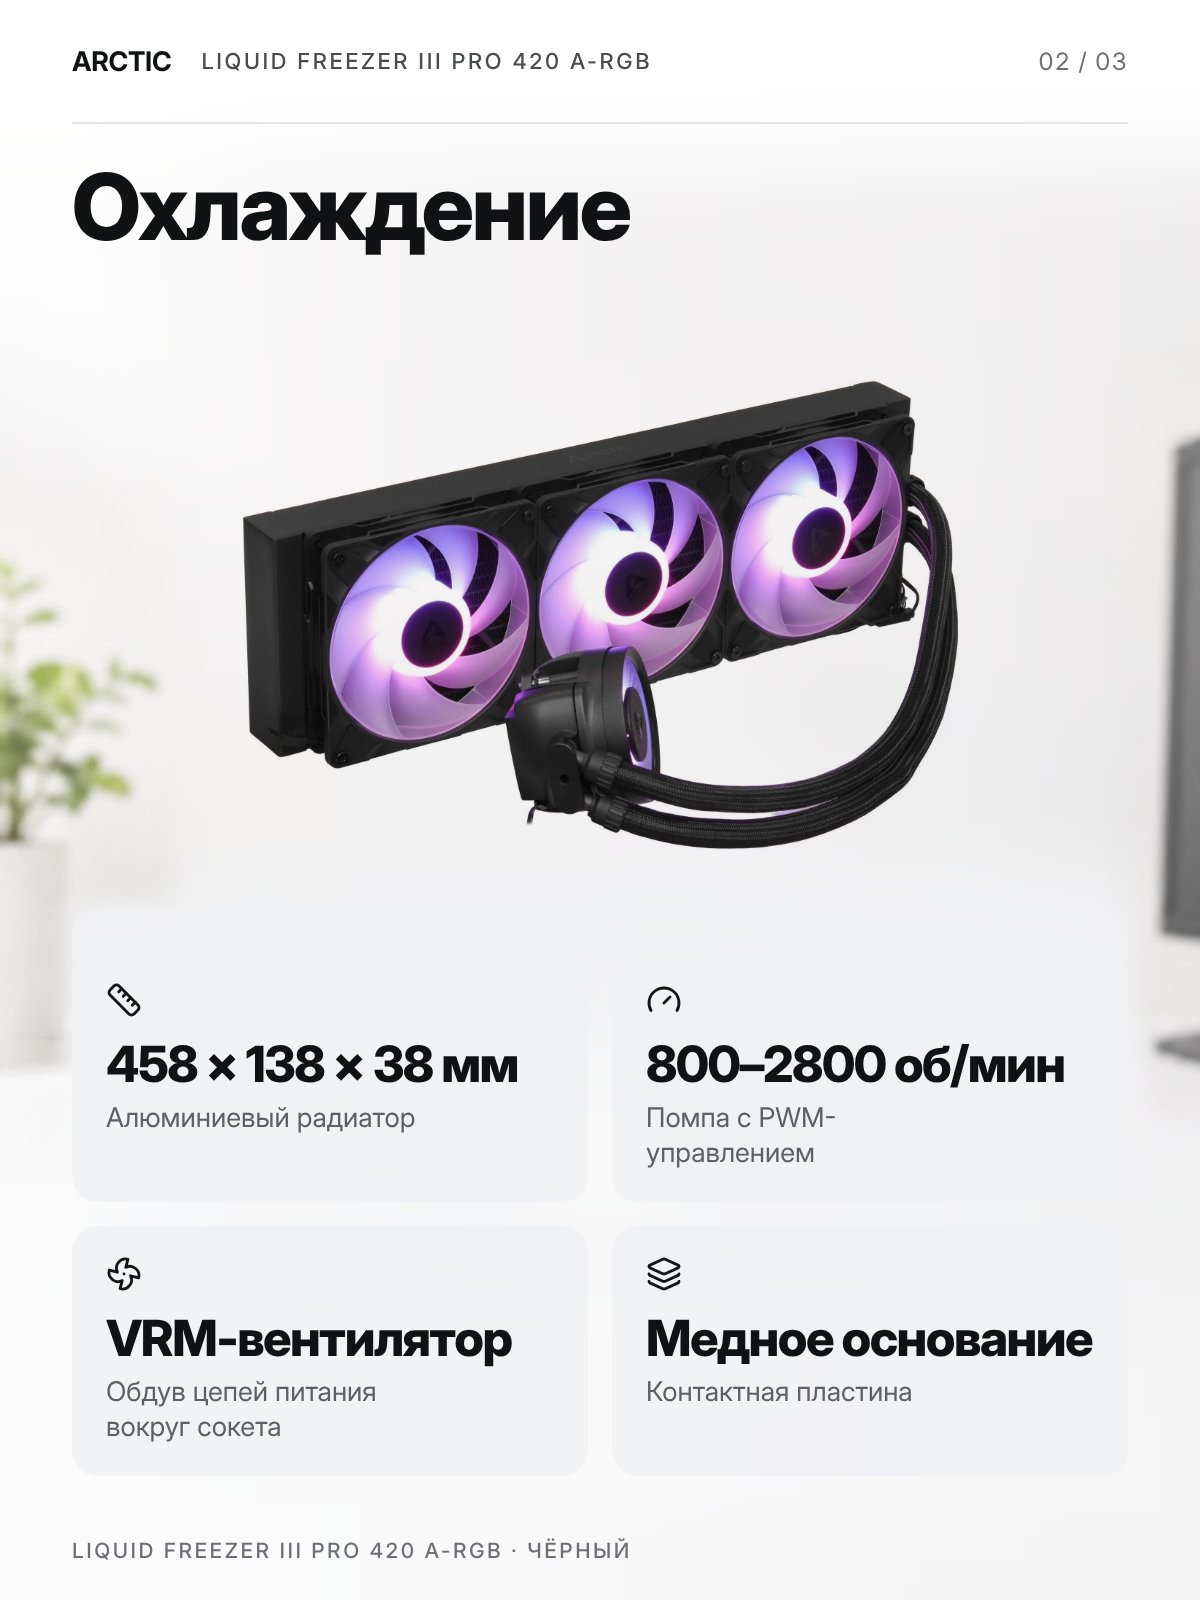 ARCTIC LIQUID FREEZER III PRO 420 A-RGB 02 / 03
Охлаждение
458 × 138 × 38 мм
Алюминиевый радиатор
800–2800 об/мин
Помпа с PWM-
управлением
VRM-вентилятор
Обдув цепей питания
вокруг сокета
Медное основание
Контактная пластина
LIQUID FREEZER III PRO 420 A-RGB · ЧЁРНЫЙ